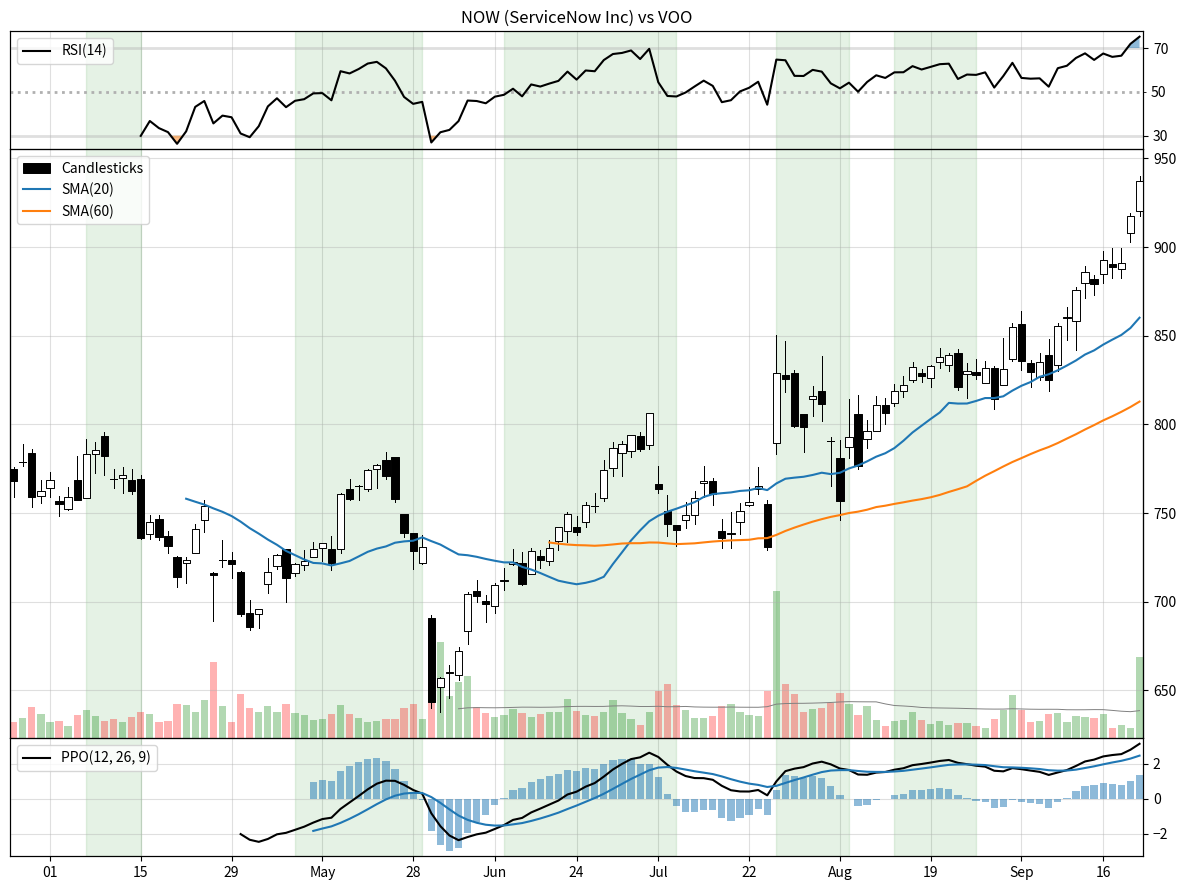 NOW (ServiceNow Inc) vs VOO
RSI(14)
70
50
30
Candlesticks
SMA(20)
SMA(60)
950
900
850
800
750
700
650
PPO(12, 26, 9)
2
0
−2
01 15 29 May 28 Jun 24 Jul 22 Aug 19 Sep 16